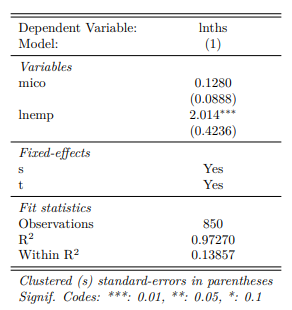 Dependent Variable: lnths
Model: (1)
Variables
mico 0.1280
(0.0888)
lnemp 2.014***
(0.4236)
Fixed-effects
s Yes
t Yes
Fit statistics
Observations 850
R² 0.97270
Within R² 0.13857
Clustered (s) standard-errors in parentheses
Signif. Codes: ***: 0.01, **: 0.05, *: 0.1